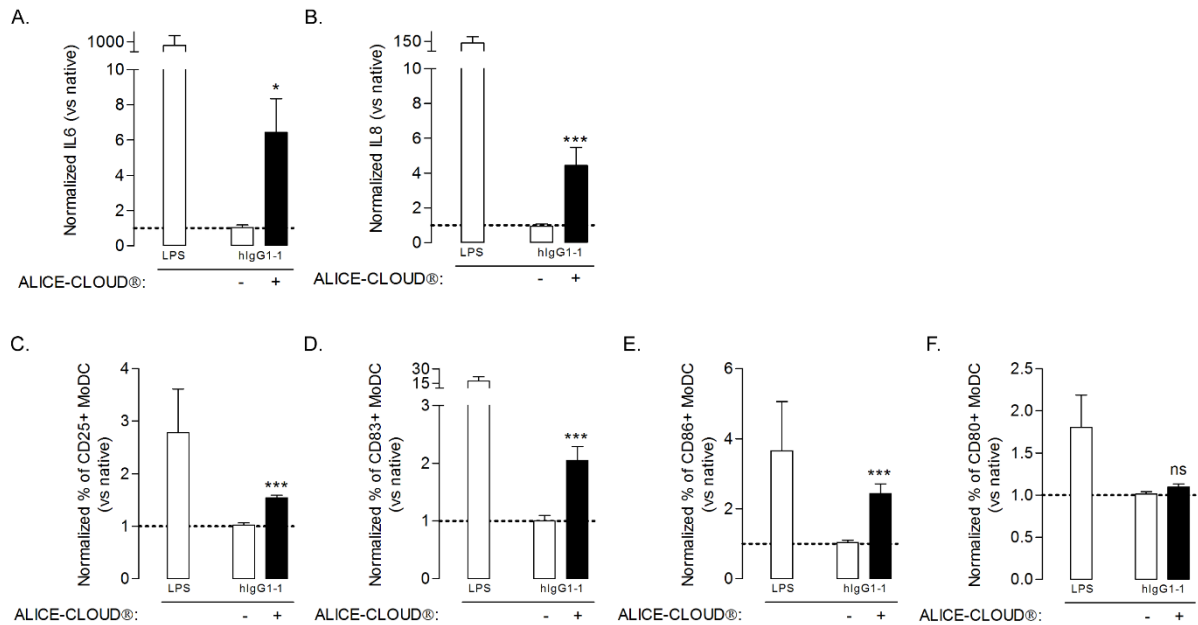 A.
Normalized IL6 (vs native)
1000
10
8
6
4
2
0
*
LPS
hIgG1-1
ALICE-CLOUD®:
-
+
B.
Normalized IL8 (vs native)
150
10
8
6
4
2
0
***
LPS
hIgG1-1
ALICE-CLOUD®:
-
+
C.
Normalized % of CD25+ MoDC
(vs native)
4
3
2
1
0
***
LPS
hIgG1-1
ALICE-CLOUD®:
-
+
D.
Normalized % of CD83+ MoDC
(vs native)
30
15
3
2
1
0
***
LPS
hIgG1-1
ALICE-CLOUD®:
-
+
E.
Normalized % of CD86+ MoDC
(vs native)
6
4
2
0
***
LPS
hIgG1-1
ALICE-CLOUD®:
-
+
F.
Normalized % of CD80+ MoDC
(vs native)
2.5
2.0
1.5
1.0
0.5
0.0
ns
LPS
hIgG1-1
ALICE-CLOUD®:
-
+